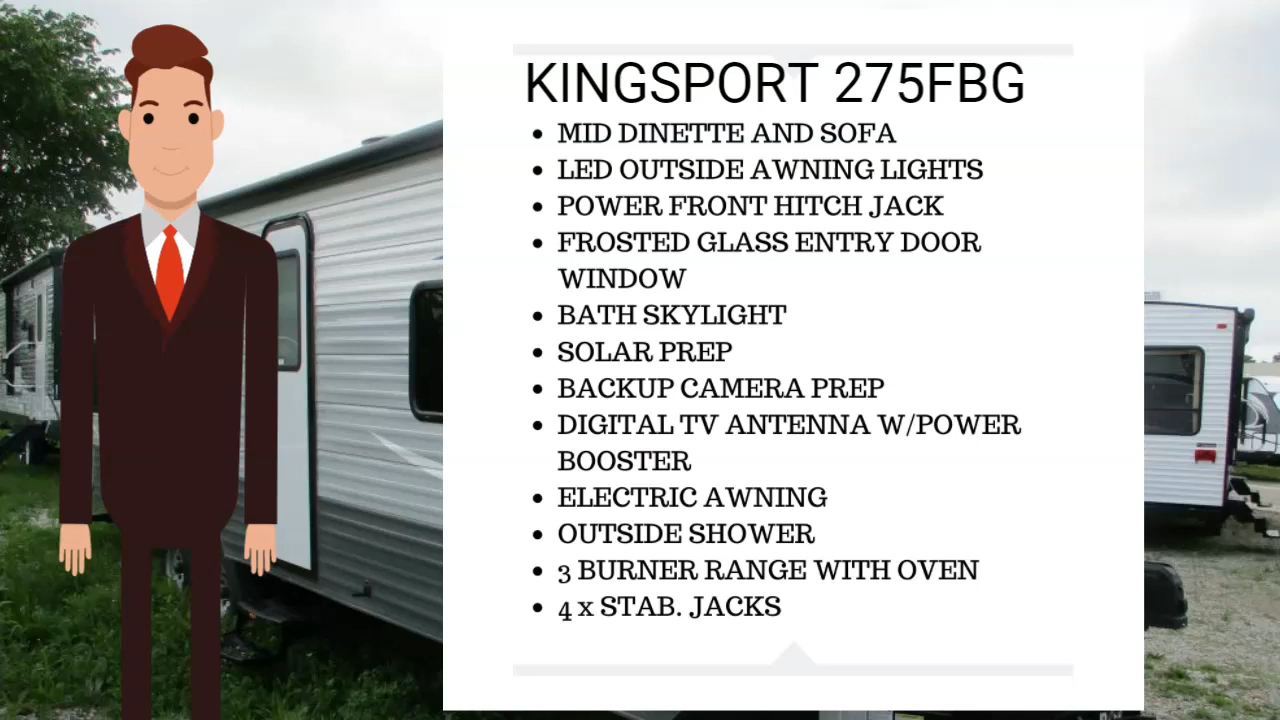 KINGSPORT 275FBG
• MID DINETTE AND SOFA
• LED OUTSIDE AWNING LIGHTS
• POWER FRONT HITCH JACK
• FROSTED GLASS ENTRY DOOR
WINDOW
• BATH SKYLIGHT
• SOLAR PREP
• BACKUP CAMERA PREP
• DIGITAL TV ANTENNA W/POWER
BOOSTER
• ELECTRIC AWNING
• OUTSIDE SHOWER
• 3 BURNER RANGE WITH OVEN
• 4 x STAB. JACKS